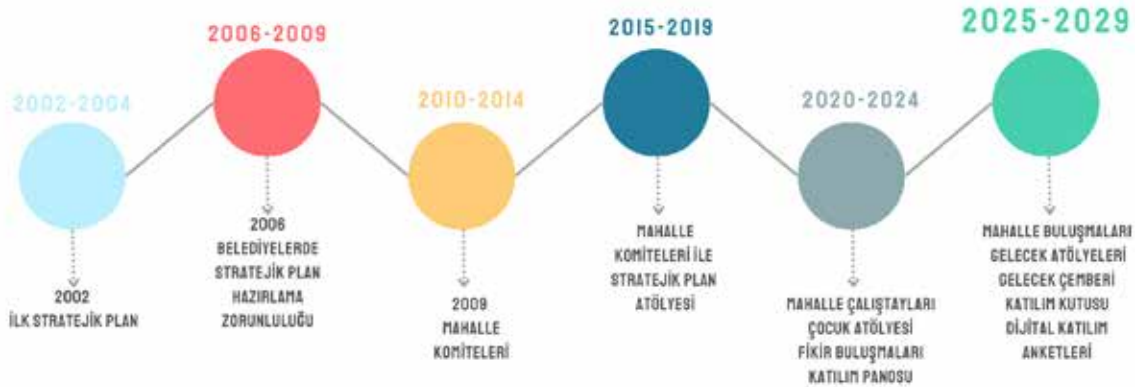 2002-2004
2002
İLK STRATEJİK PLAN
2006-2009
2006
BELEDİYELERDE
STRATEJİK PLAN
HAZIRLAMA
ZORUNLULUĞU
2010-2014
2009
MAHALLE
KOMİTELERİ
2015-2019
MAHALLE
KOMİTELERİ İLE
STRATEJİK PLAN
ATÖLYESİ
2020-2024
MAHALLE ÇALIŞTAYLARI
ÇOCUK ATÖLYESİ
FİKİR BULUŞMALARI
KATILIM PANOSU
2025-2029
MAHALLE BULUŞMALARI
GELECEK ATÖLYELERİ
GELECEK ÇEMBERİ
KATILIM KUTUSU
DİJİTAL KATILIM
ANKETLERİ